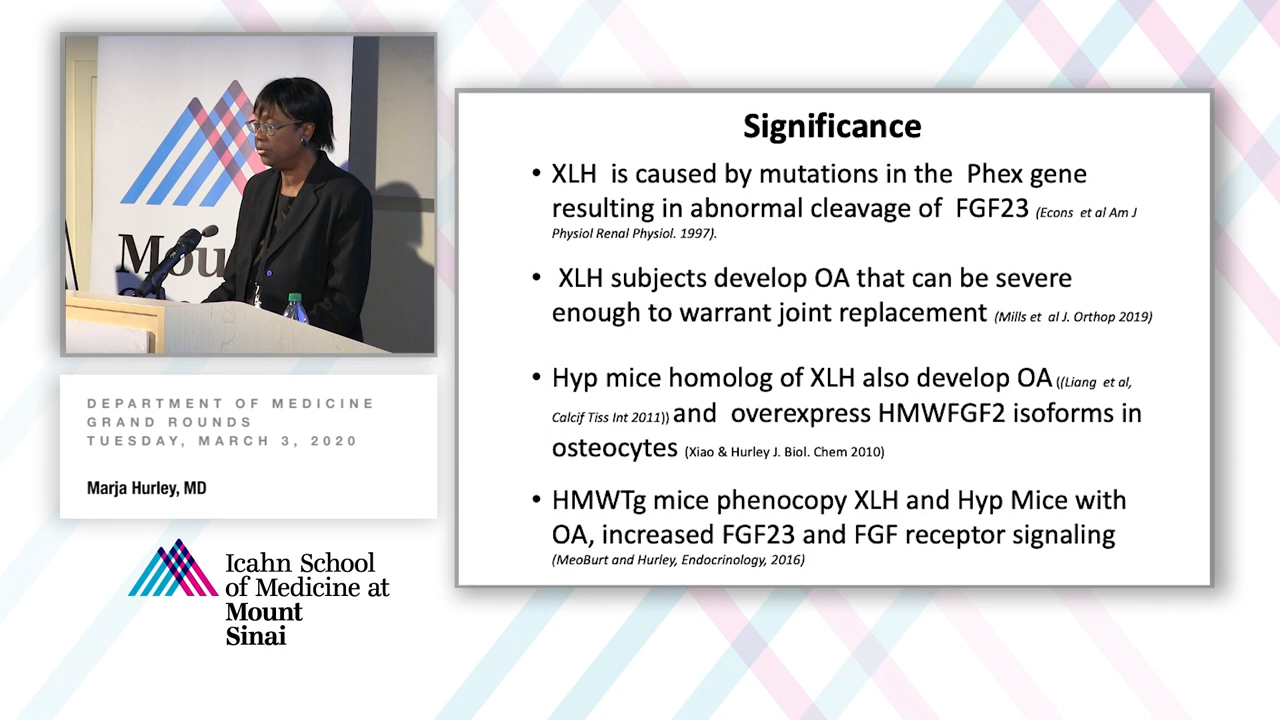 Mou
DEPARTMENT OF MEDICINE
GRAND ROUNDS
TUESDAY, MARCH 3, 2020
Marja Hurley, MD
Icahn School
of Medicine at
Mount
Sinai
Significance
• XLH is caused by mutations in the Phex gene
resulting in abnormal cleavage of FGF23 (Econs et al Am J
Physiol Renal Physiol. 1997).
• XLH subjects develop OA that can be severe
enough to warrant joint replacement (Mills et al J. Orthop 2019)
• Hyp mice homolog of XLH also develop OA ((Liang et al,
Calcif Tiss Int 2011)) and overexpress HMWFGF2 isoforms in
osteocytes (Xiao & Hurley J. Biol. Chem 2010)
• HMWTg mice phenocopy XLH and Hyp Mice with
OA, increased FGF23 and FGF receptor signaling
(MeoBurt and Hurley, Endocrinology, 2016)